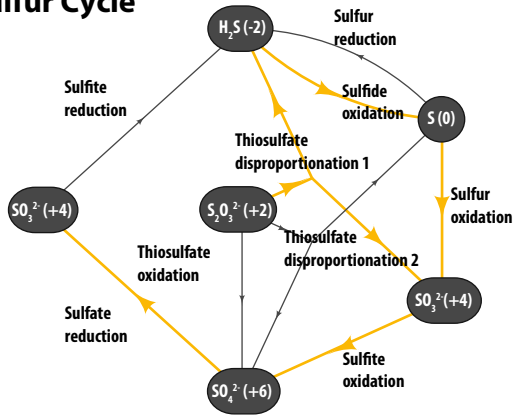 lfur Cycle
H₂S (-2)
Sulfur
reduction
Sulfite
reduction
Sulfide
oxidation
S (0)
Thiosulfate
disproportionation 1
SO₃²⁻ (+4)
S₂O₃²⁻ (+2)
Sulfur
oxidation
Thiosulfate
disproportionation 2
Thiosulfate
oxidation
SO₃²⁻(+4)
Sulfate
reduction
Sulfite
oxidation
SO₄²⁻ (+6)